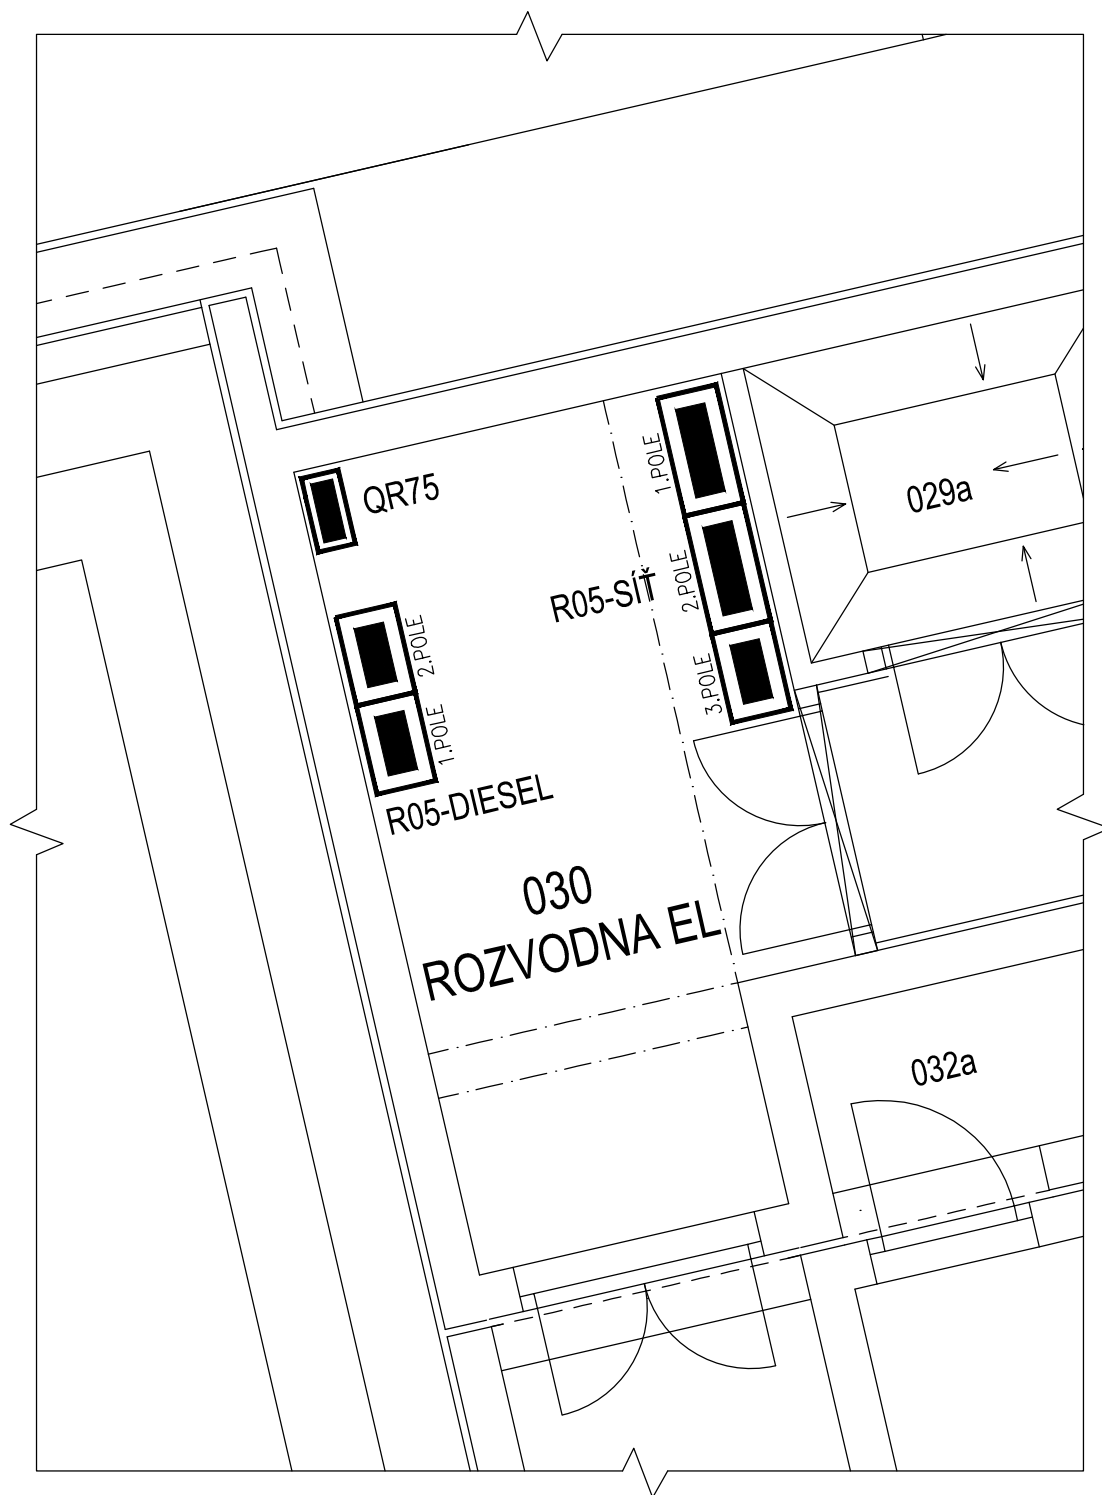 QR75
1.POLE
029a
R05-SÍŤ
2.POLE
2.POLE
3.POLE
1.POLE
R05-DIESEL
030
ROZVODNA EL
032a